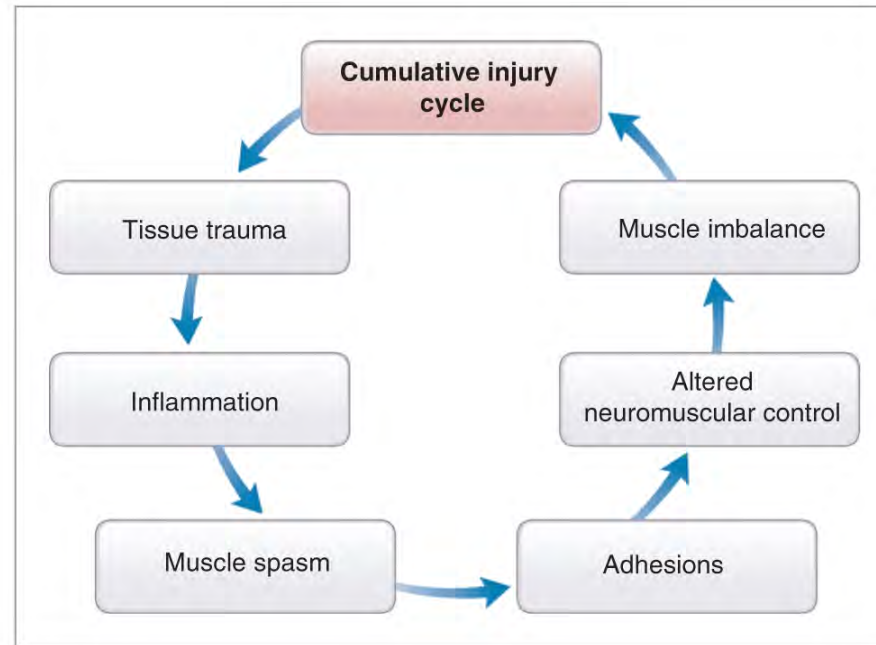 Cumulative injury
cycle
Tissue trauma
Inflammation
Muscle spasm
Adhesions
Altered
neuromuscular control
Muscle imbalance